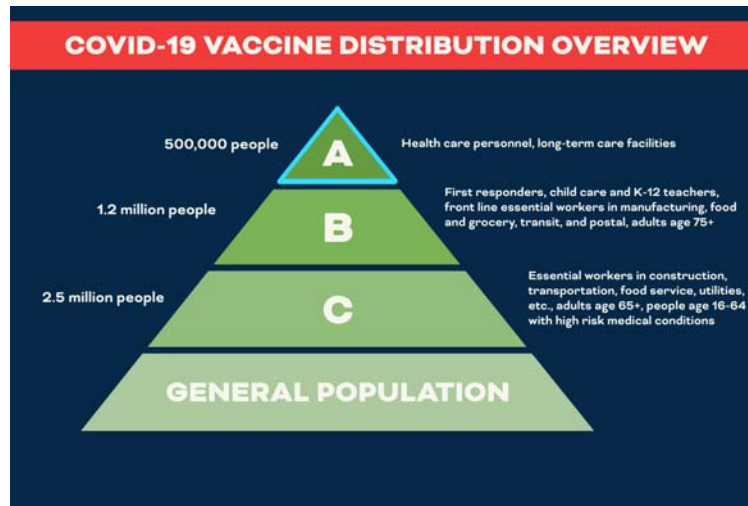 COVID-19 VACCINE DISTRIBUTION OVERVIEW
500,000 people
A
Health care personnel, long-term care facilities
1.2 million people
B
First responders, child care and K-12 teachers,
front line essential workers in manufacturing, food
and grocery, transit, and postal, adults age 75+
2.5 million people
C
Essential workers in construction,
transportation, food service, utilities,
etc., adults age 65+, people age 16-64
with high risk medical conditions
GENERAL POPULATION